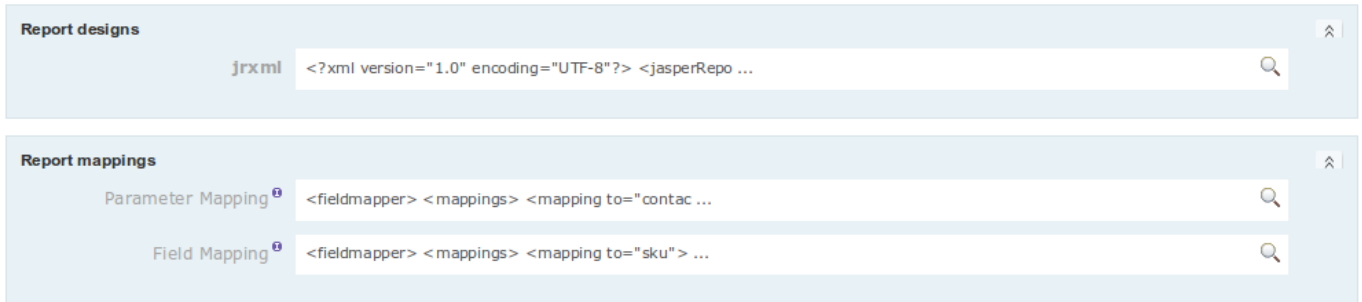 Report designs
jrxml <?xml version="1.0" encoding="UTF-8"?> <jasperRepo ...
Report mappings
Parameter Mapping <fieldmapper> <mappings> <mapping to="contac ...
Field Mapping <fieldmapper> <mappings> <mapping to="sku"> ...